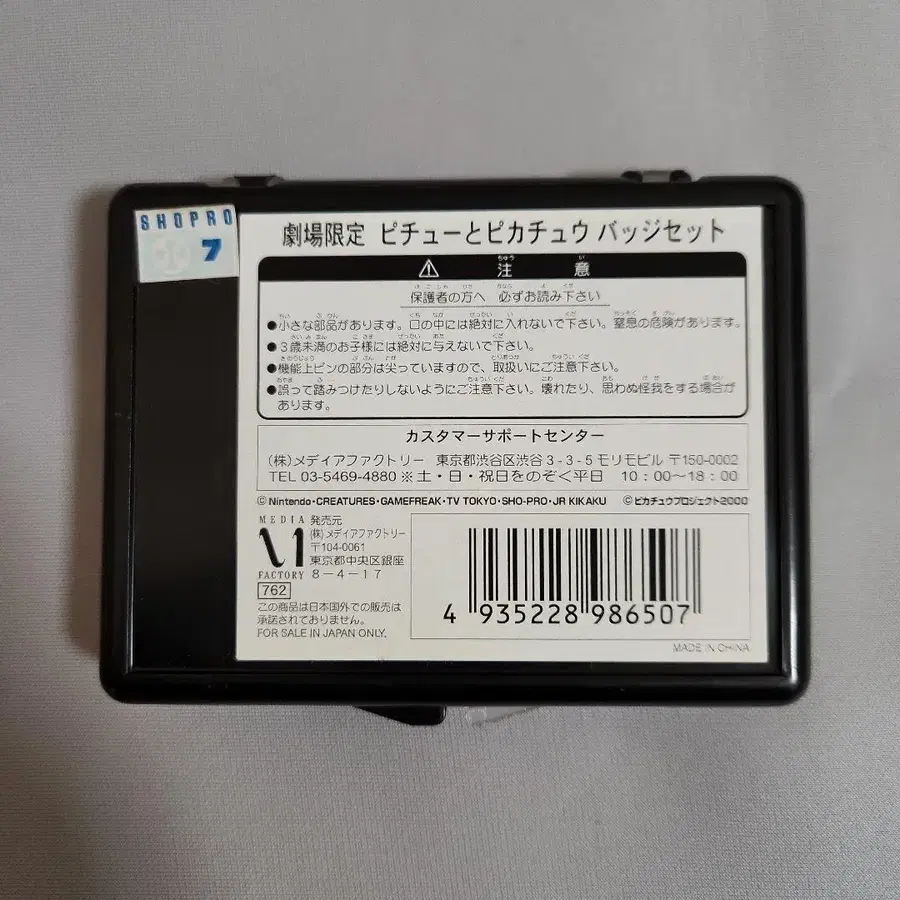 SHOPRO
7
劇場限定 ピチューとピカチュウ バッジセット
⚠ 注意
保護者の方へ 必ずお読み下さい
●小さな部品があります。口の中には絶対に入れないで下さい。窒息の危険があります。
●3歳未満のお子様には絶対に与えないで下さい。
●機能上ピンの部分は尖っていますので、取扱いにご注意下さい。
●誤って踏みつけたりしないようにご注意下さい。壊れたり、思わぬ怪我をする場合が
あります。
カスタマーサポートセンター
(株)メディアファクトリー 東京都渋谷区渋谷3-3-5モリモビル 〒150-0002
TEL 03-5469-4880 ※土・日・祝日をのぞく平日 10:00〜18:00
©Nintendo・CREATURES・GAMEFREAK・TV TOKYO・SHO-PRO・JR KIKAKU ©ピカチュウプロジェクト2000
MEDIA
FACTORY
762
発売元
(株)メディアファクトリー
〒104-0061
東京都中央区銀座
8-4-17
この商品は日本国外での販売は
承諾されておりません。
FOR SALE IN JAPAN ONLY.
4 935228 986507
MADE IN CHINA